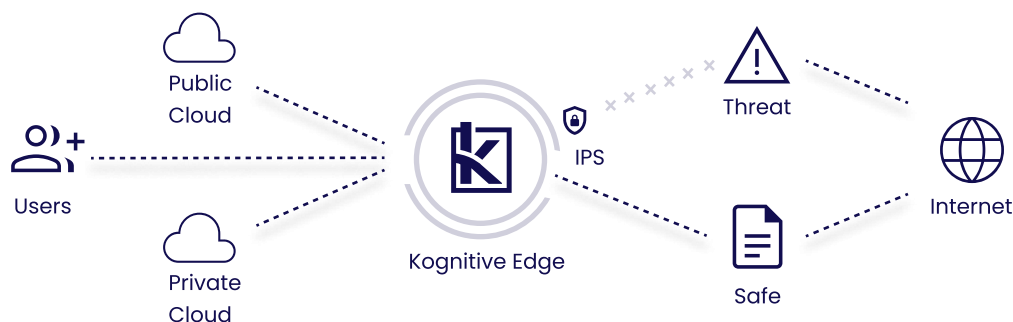 Public
Cloud
Users
Private
Cloud
Kognitive Edge
IPS
Threat
Safe
Internet